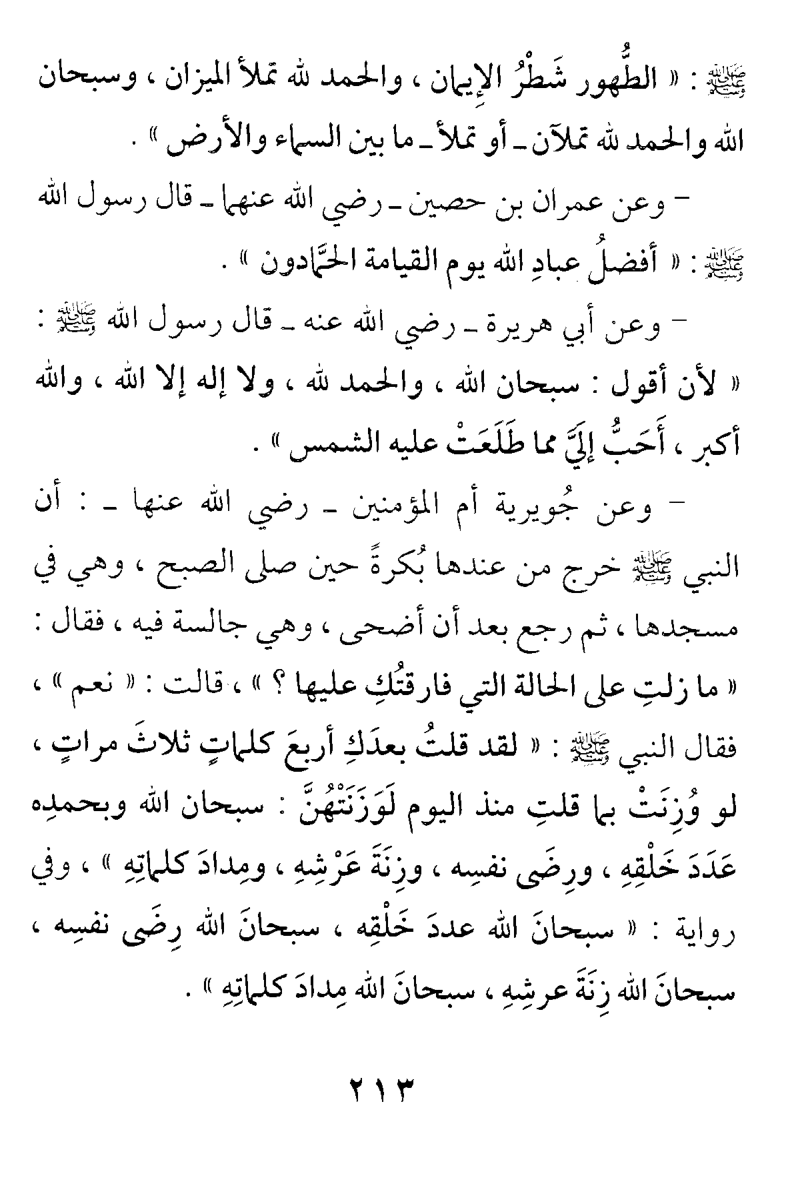 ﷺ : « الطُّهور شَطْرُ الإِيمان ، والحمد لله تملأ الميزان ، وسبحان
الله والحمد لله تملآن ـ أو تملأ ـ ما بين السماء والأرض » .
– وعن عمران بن حصين ـ رضي الله عنهما ـ قال رسول الله
ﷺ : « أفضلُ عبادِ الله يوم القيامة الحَمَّادون » .
– وعن أبي هريرة ـ رضي الله عنه ـ قال رسول الله ﷺ :
« لأن أقول : سبحان الله ، والحمد لله ، ولا إله إلا الله ، والله
أكبر ، أَحَبُّ إليَّ مما طَلَعَتْ عليه الشمس » .
– وعن جُويرية أم المؤمنين ـ رضي الله عنها ـ : أن
النبي ﷺ خرج من عندها بُكرةً حين صلى الصبح ، وهي في
مسجدها ، ثم رجع بعد أن أضحى ، وهي جالسة فيه ، فقال :
« ما زلتِ على الحالة التي فارقتُكِ عليها ؟ » ، قالت : « نعم » ،
فقال النبي ﷺ : « لقد قلتُ بعدَكِ أربعَ كلماتٍ ثلاثَ مراتٍ ،
لو وُزِنَتْ بما قلتِ منذ اليوم لَوَزَنَتْهُنَّ : سبحان الله وبحمدِه
عَدَدَ خَلْقِهِ ، ورِضَى نفسِه ، وزِنَةَ عَرْشِهِ ، ومِدادَ كلماتِهِ » ، وفي
رواية : « سبحانَ الله عددَ خَلْقِه ، سبحانَ الله رِضَى نفسِه ،
سبحانَ الله زِنَةَ عرشِهِ ، سبحانَ الله مِدادَ كلماتِهِ » .
٢١٣